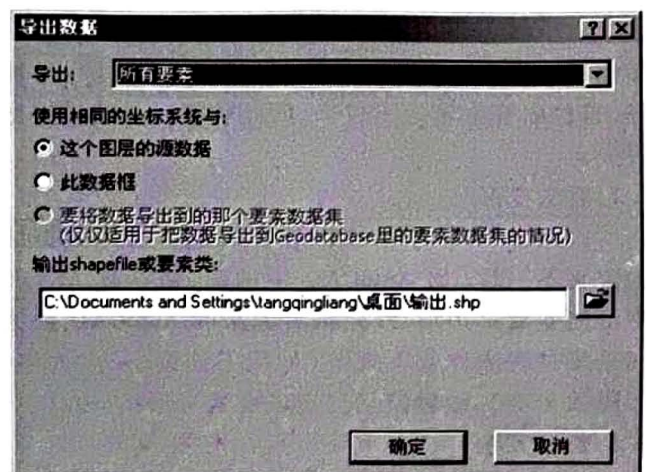 导出数据
导出: 所有要素
使用相同的坐标系统与:
这个图层的源数据
此数据框
要将数据导出到的那个要素数据集
(仅仅适用于把数据导出到Geodatabase里的要素数据集的情况)
输出shapefile或要素类:
C:\Documents and Settings\tangqingliang\桌面\输出.shp
确定 取消